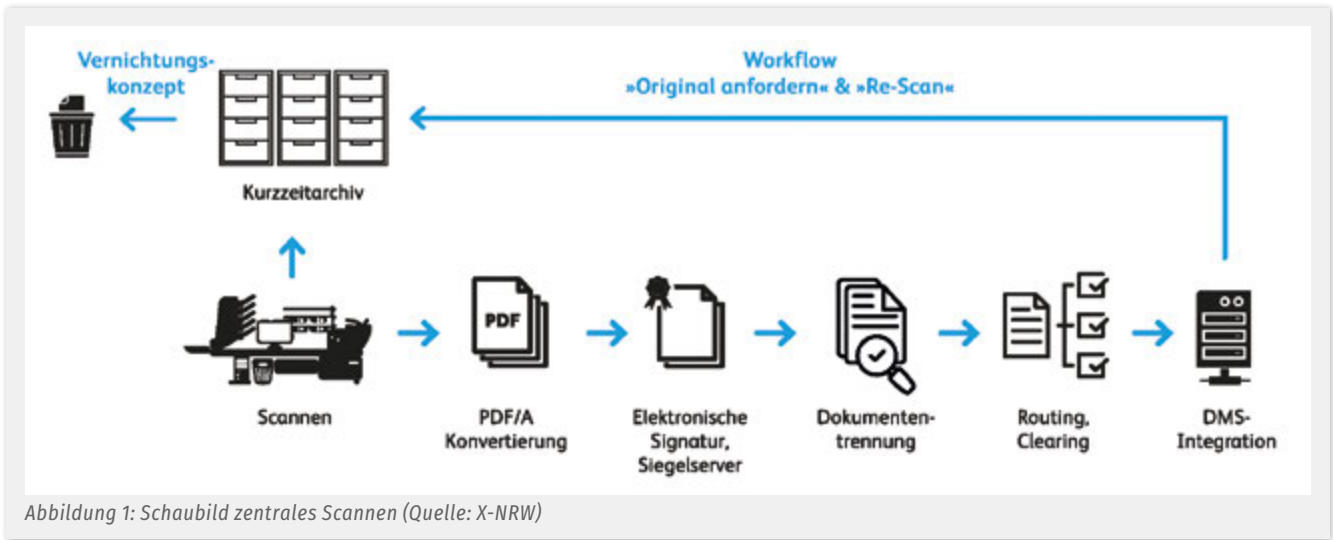 Vernichtungs-
konzept
Workflow
»Original anfordern« & »Re-Scan«
Kurzzeitarchiv
PDF
Scannen
PDF/A
Konvertierung
Elektronische
Signatur,
Siegelserver
Dokumenten-
trennung
Routing,
Clearing
DMS-
Integration
Abbildung 1: Schaubild zentrales Scannen (Quelle: X-NRW)